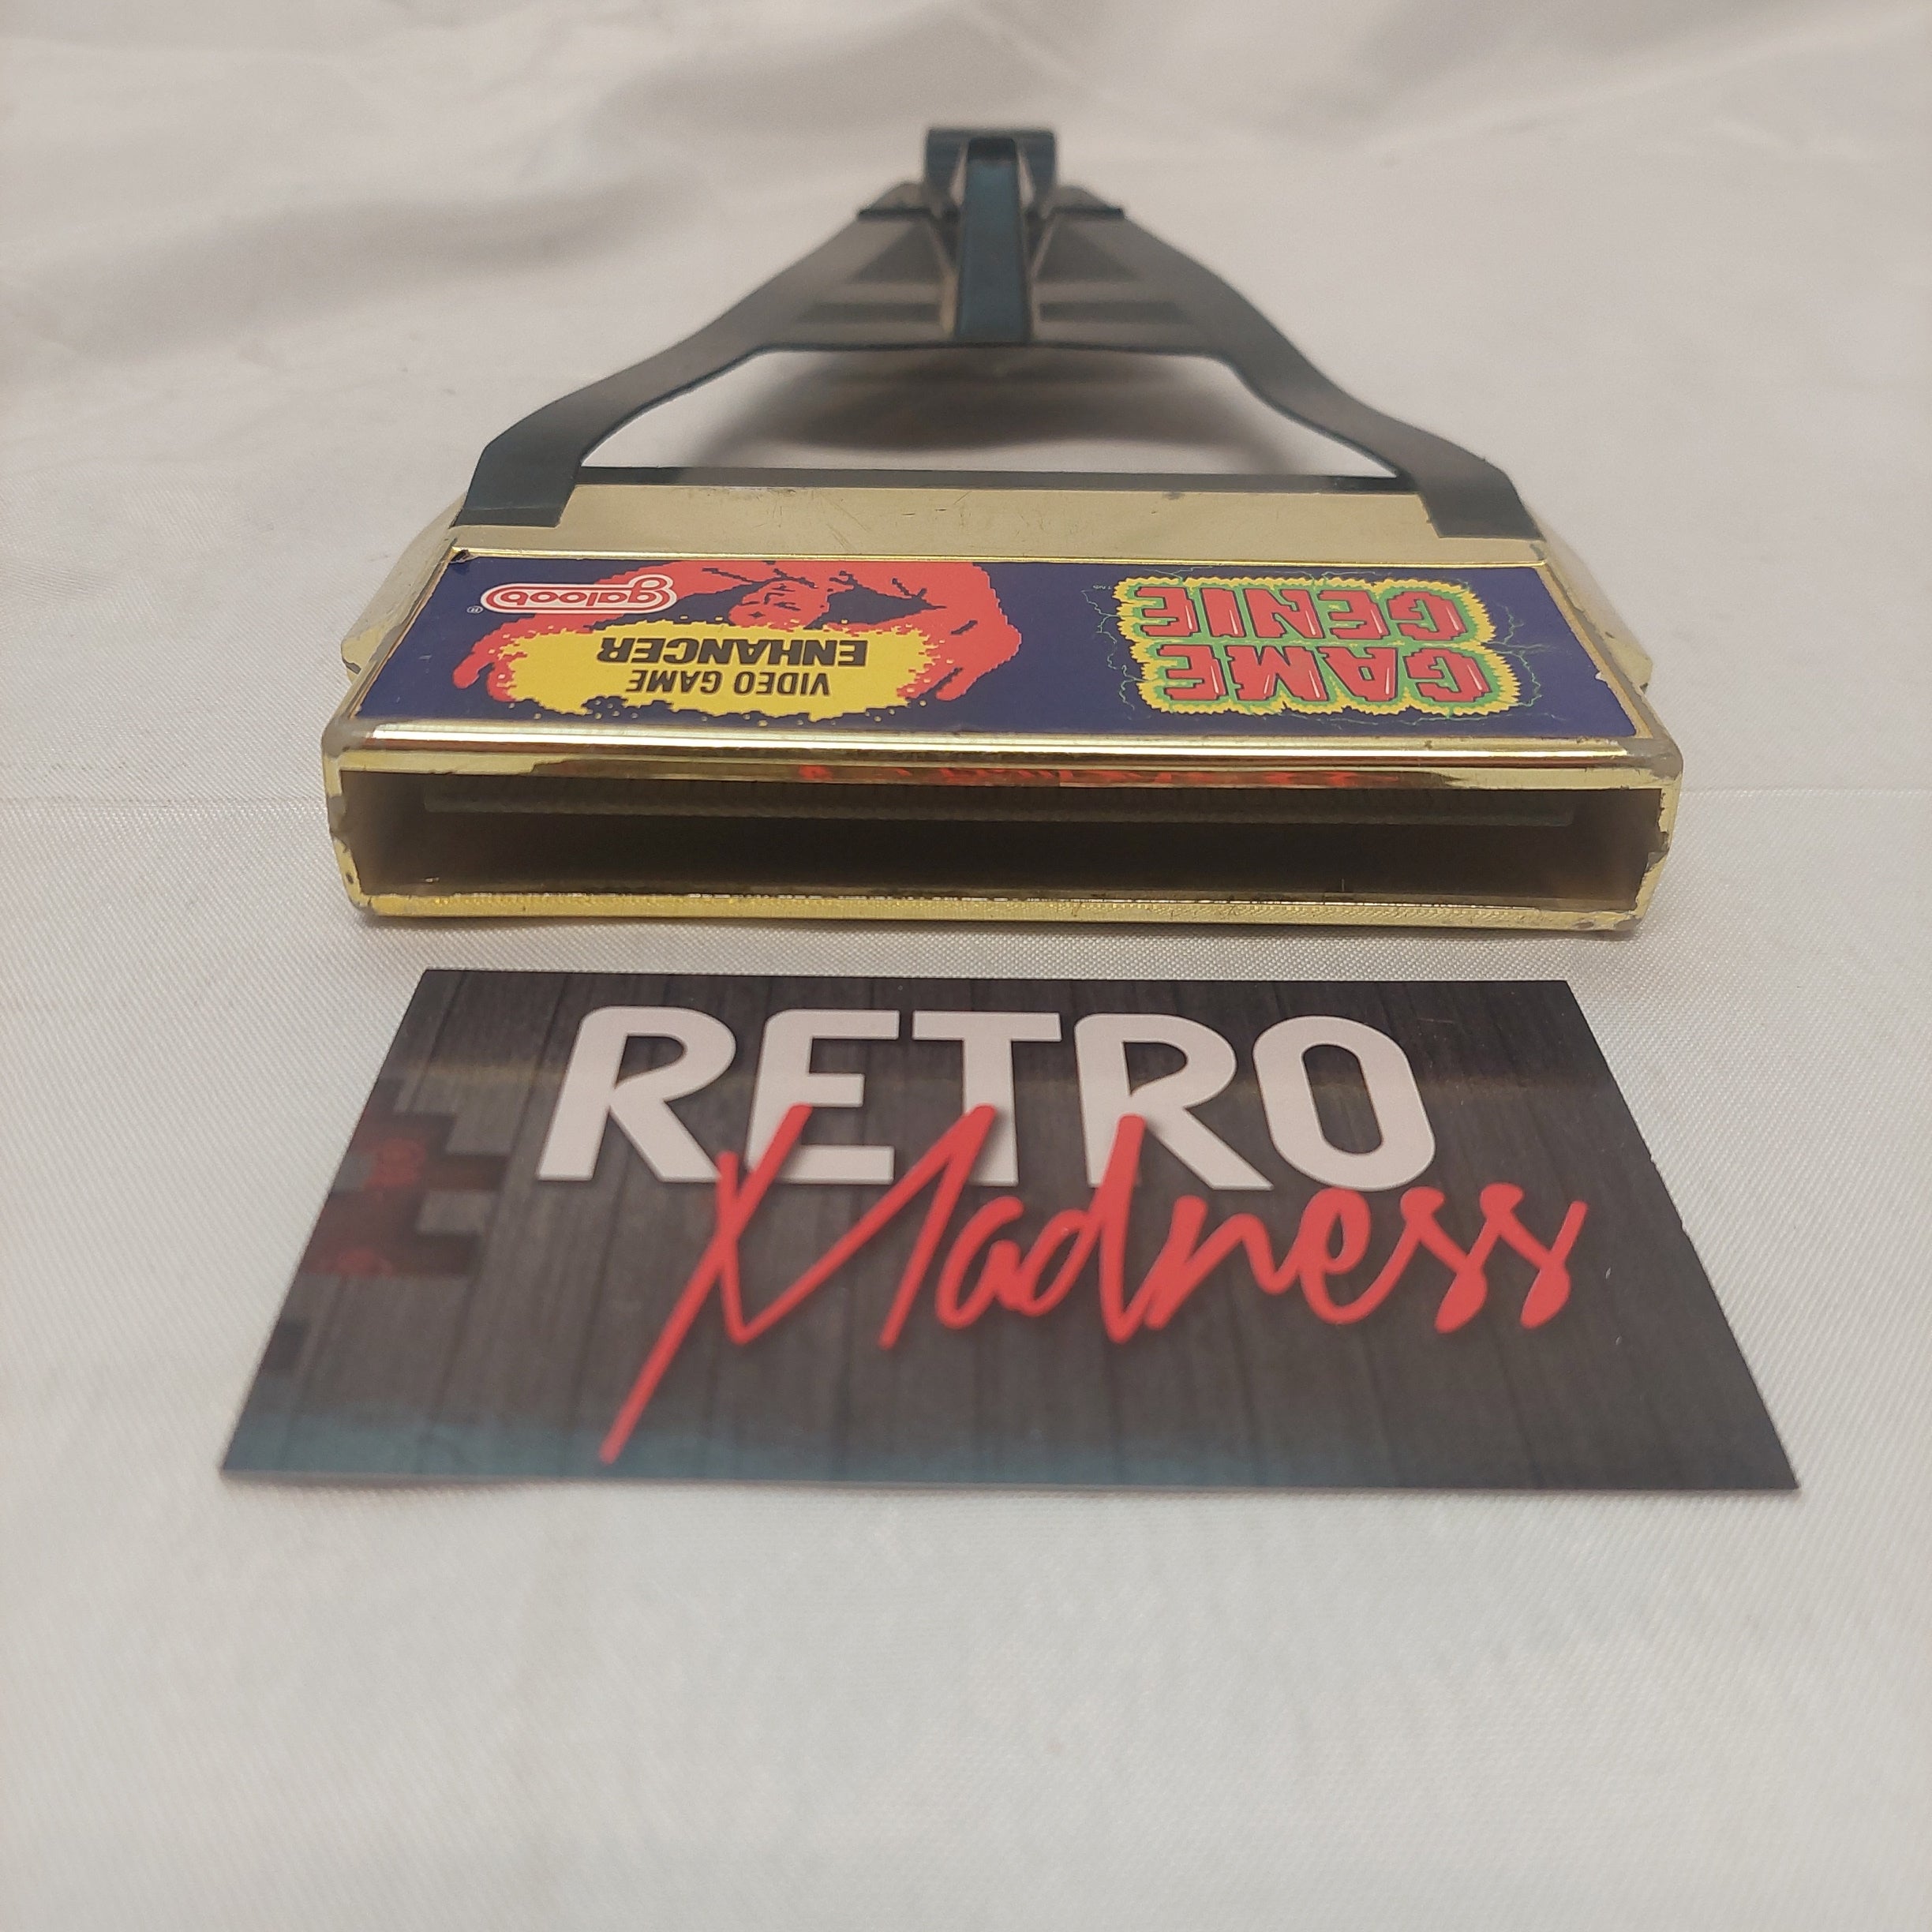 GAME
GENIE
VIDEO GAME
ENHANCER
galoob®
RETRO
Madness